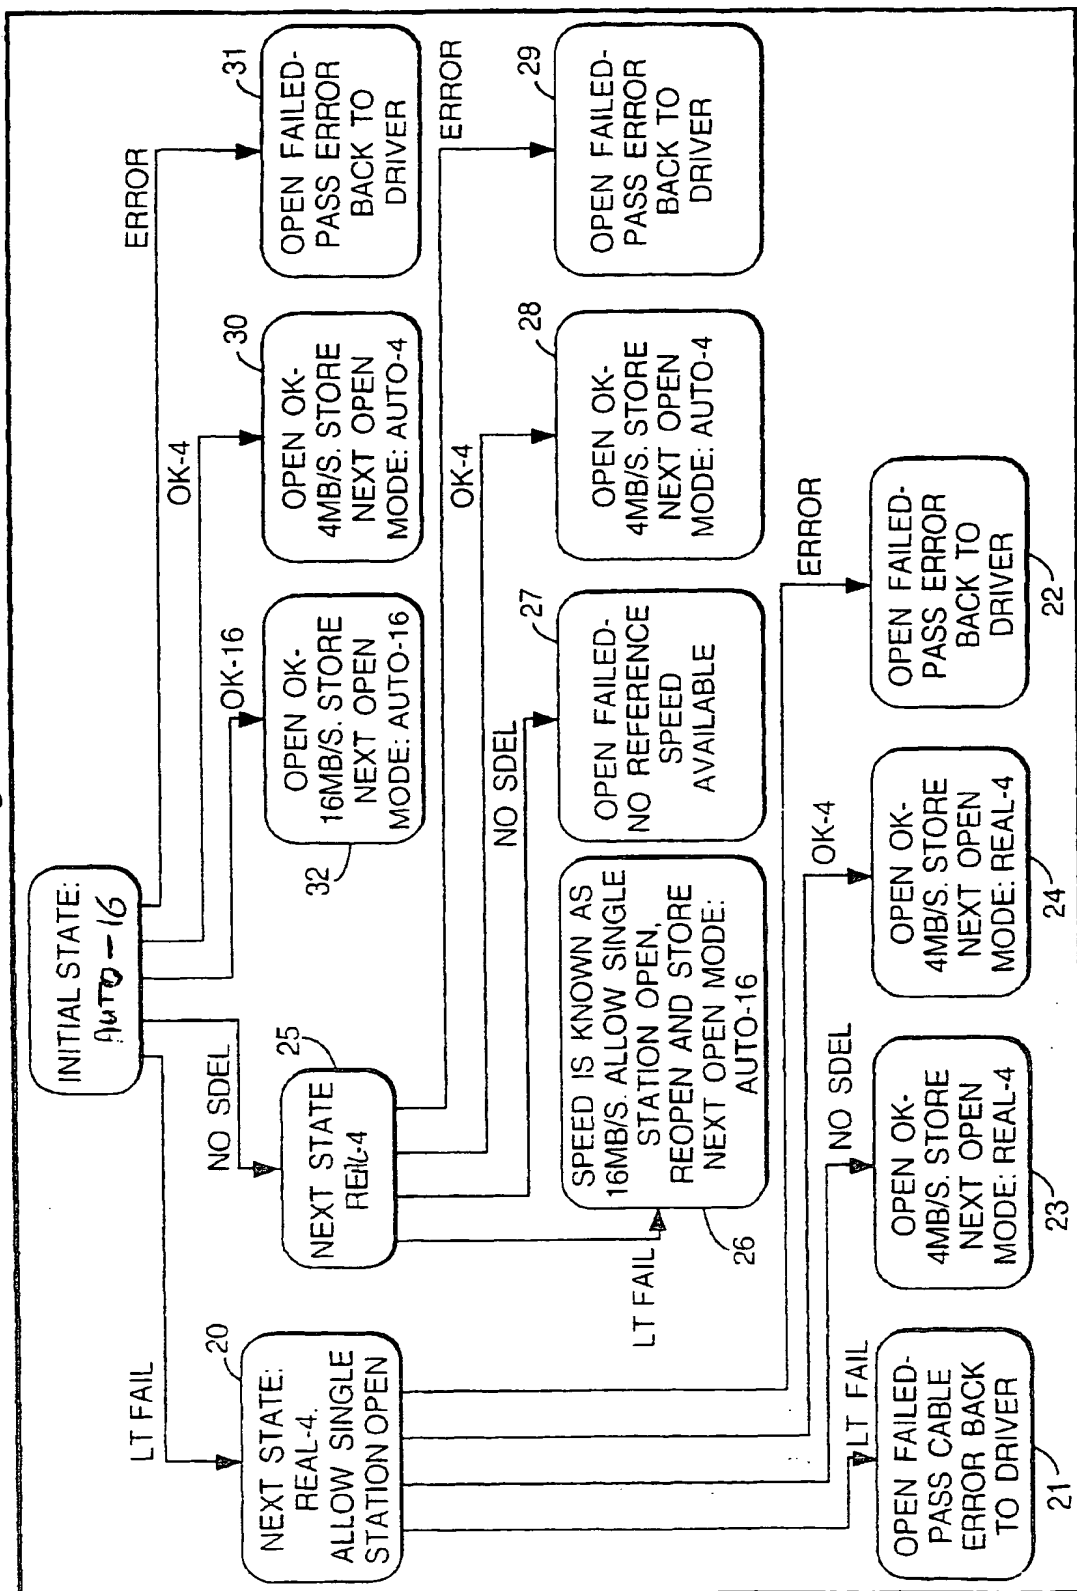 INITIAL STATE:
AUTO-16
LT FAIL
NO SDEL
OK-16
OK-4
ERROR
20
NEXT STATE:
REAL-4.
ALLOW SINGLE
STATION OPEN
25
NEXT STATE
REAL-4
32
OPEN OK-
16MB/S. STORE
NEXT OPEN
MODE: AUTO-16
30
OPEN OK-
4MB/S. STORE
NEXT OPEN
MODE: AUTO-4
31
OPEN FAILED-
PASS ERROR
BACK TO
DRIVER
LT FAIL
NO SDEL
OK-4
ERROR
26
SPEED IS KNOWN AS
16MB/S. ALLOW SINGLE
STATION OPEN,
REOPEN AND STORE
NEXT OPEN MODE:
AUTO-16
27
OPEN FAILED-
NO REFERENCE
SPEED
AVAILABLE
28
OPEN OK-
4MB/S. STORE
NEXT OPEN
MODE: AUTO-4
29
OPEN FAILED-
PASS ERROR
BACK TO
DRIVER
LT FAIL
NO SDEL
OK-4
ERROR
OPEN FAILED-
PASS CABLE
ERROR BACK
TO DRIVER
21
OPEN OK-
4MB/S. STORE
NEXT OPEN
MODE: REAL-4
23
OPEN OK-
4MB/S. STORE
NEXT OPEN
MODE: REAL-4
24
OPEN FAILED-
PASS ERROR
BACK TO
DRIVER
22